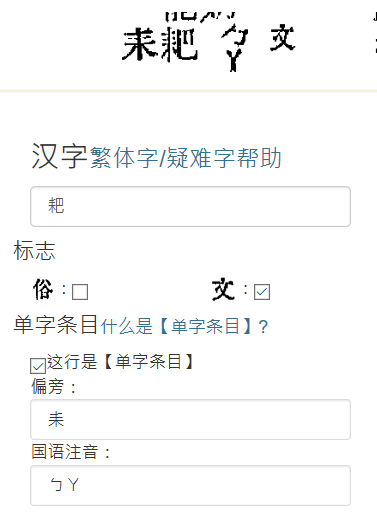 耒 耙 ㄅㄚ 文
汉字繁体字/疑难字帮助
耙
标志
俗：文：
单字条目什么是【单字条目】?
这行是【单字条目】
偏旁：
耒
国语注音：
ㄅㄚ